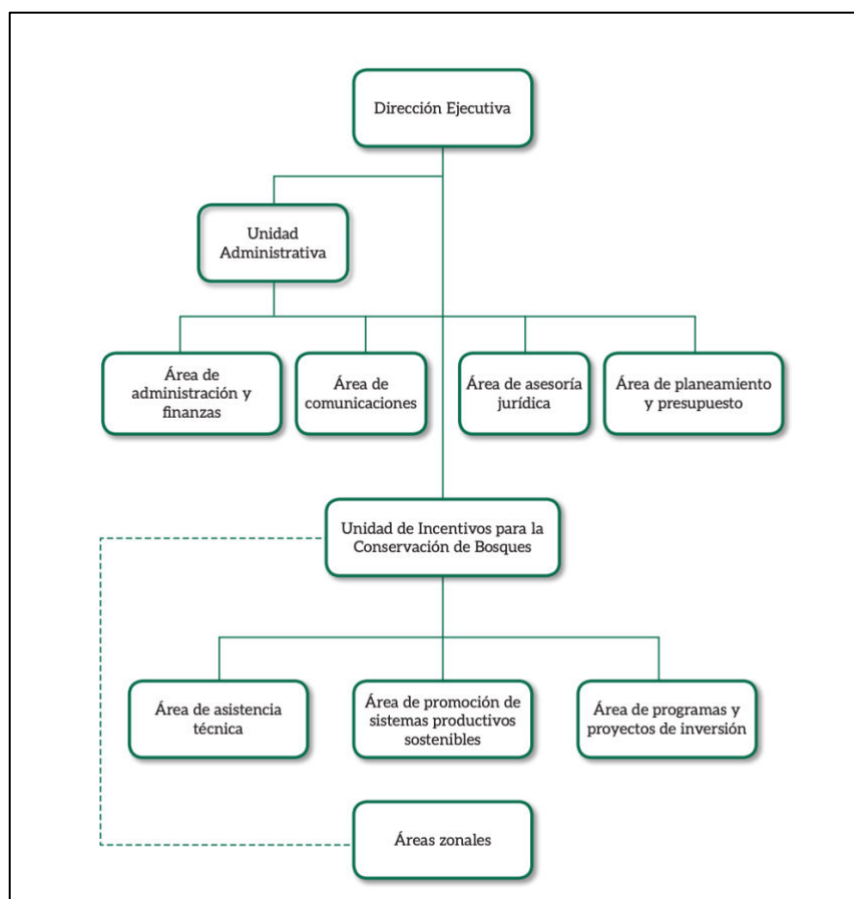 Dirección Ejecutiva
Unidad
Administrativa
Área de
administración y
finanzas
Área de
comunicaciones
Área de asesoría
jurídica
Área de planeamiento
y presupuesto
Unidad de Incentivos para la
Conservación de Bosques
Área de asistencia
técnica
Área de promoción de
sistemas productivos
sostenibles
Área de programas y
proyectos de inversión
Áreas zonales